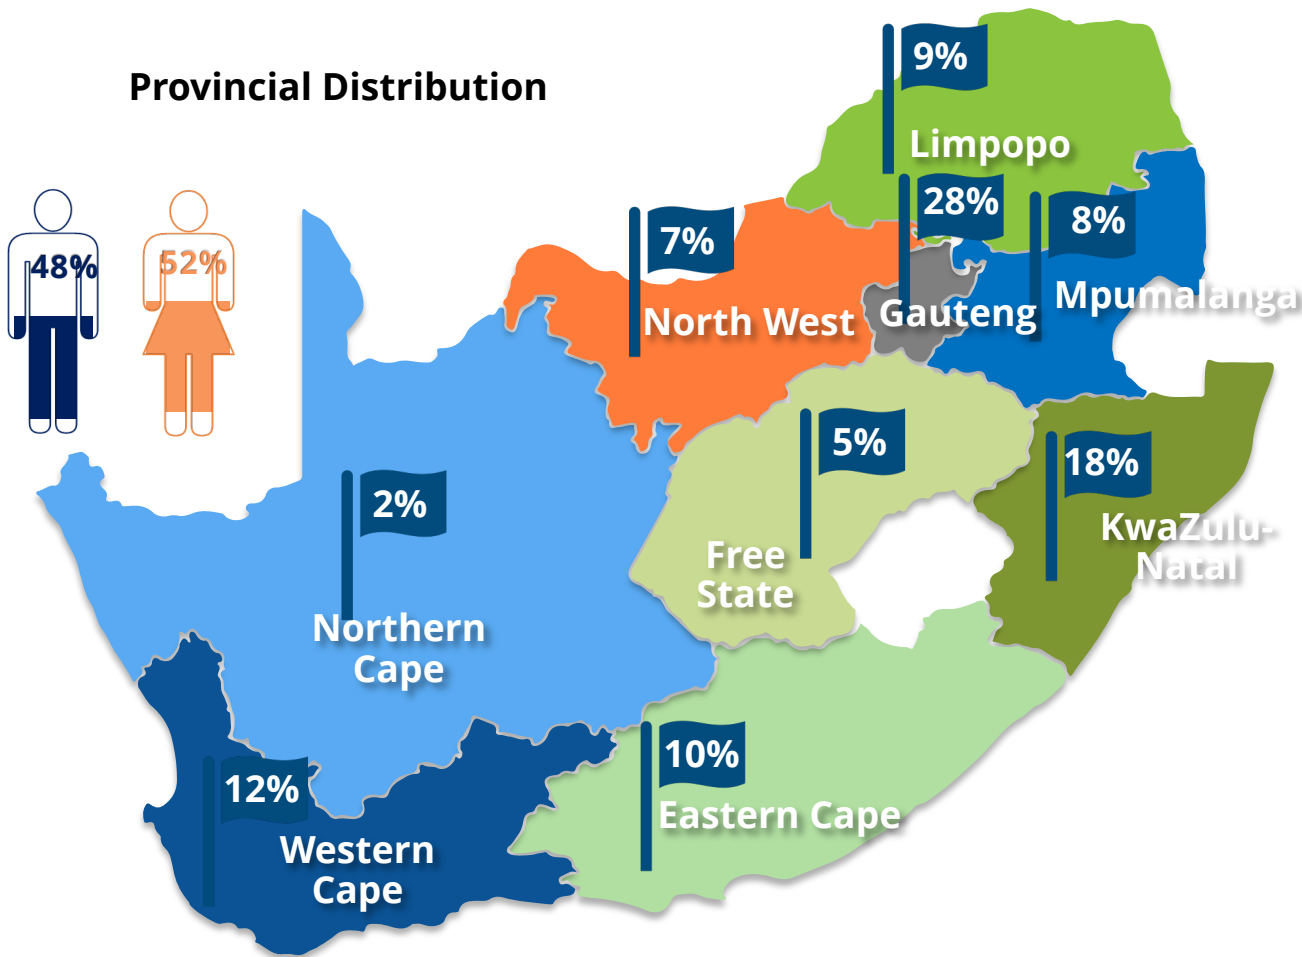 Provincial Distribution
48%
52%
9%
Limpopo
28%
8%
Mpumalanga
7%
North West
Gauteng
5%
Free
State
18%
KwaZulu-
Natal
2%
Northern
Cape
10%
Eastern Cape
12%
Western
Cape